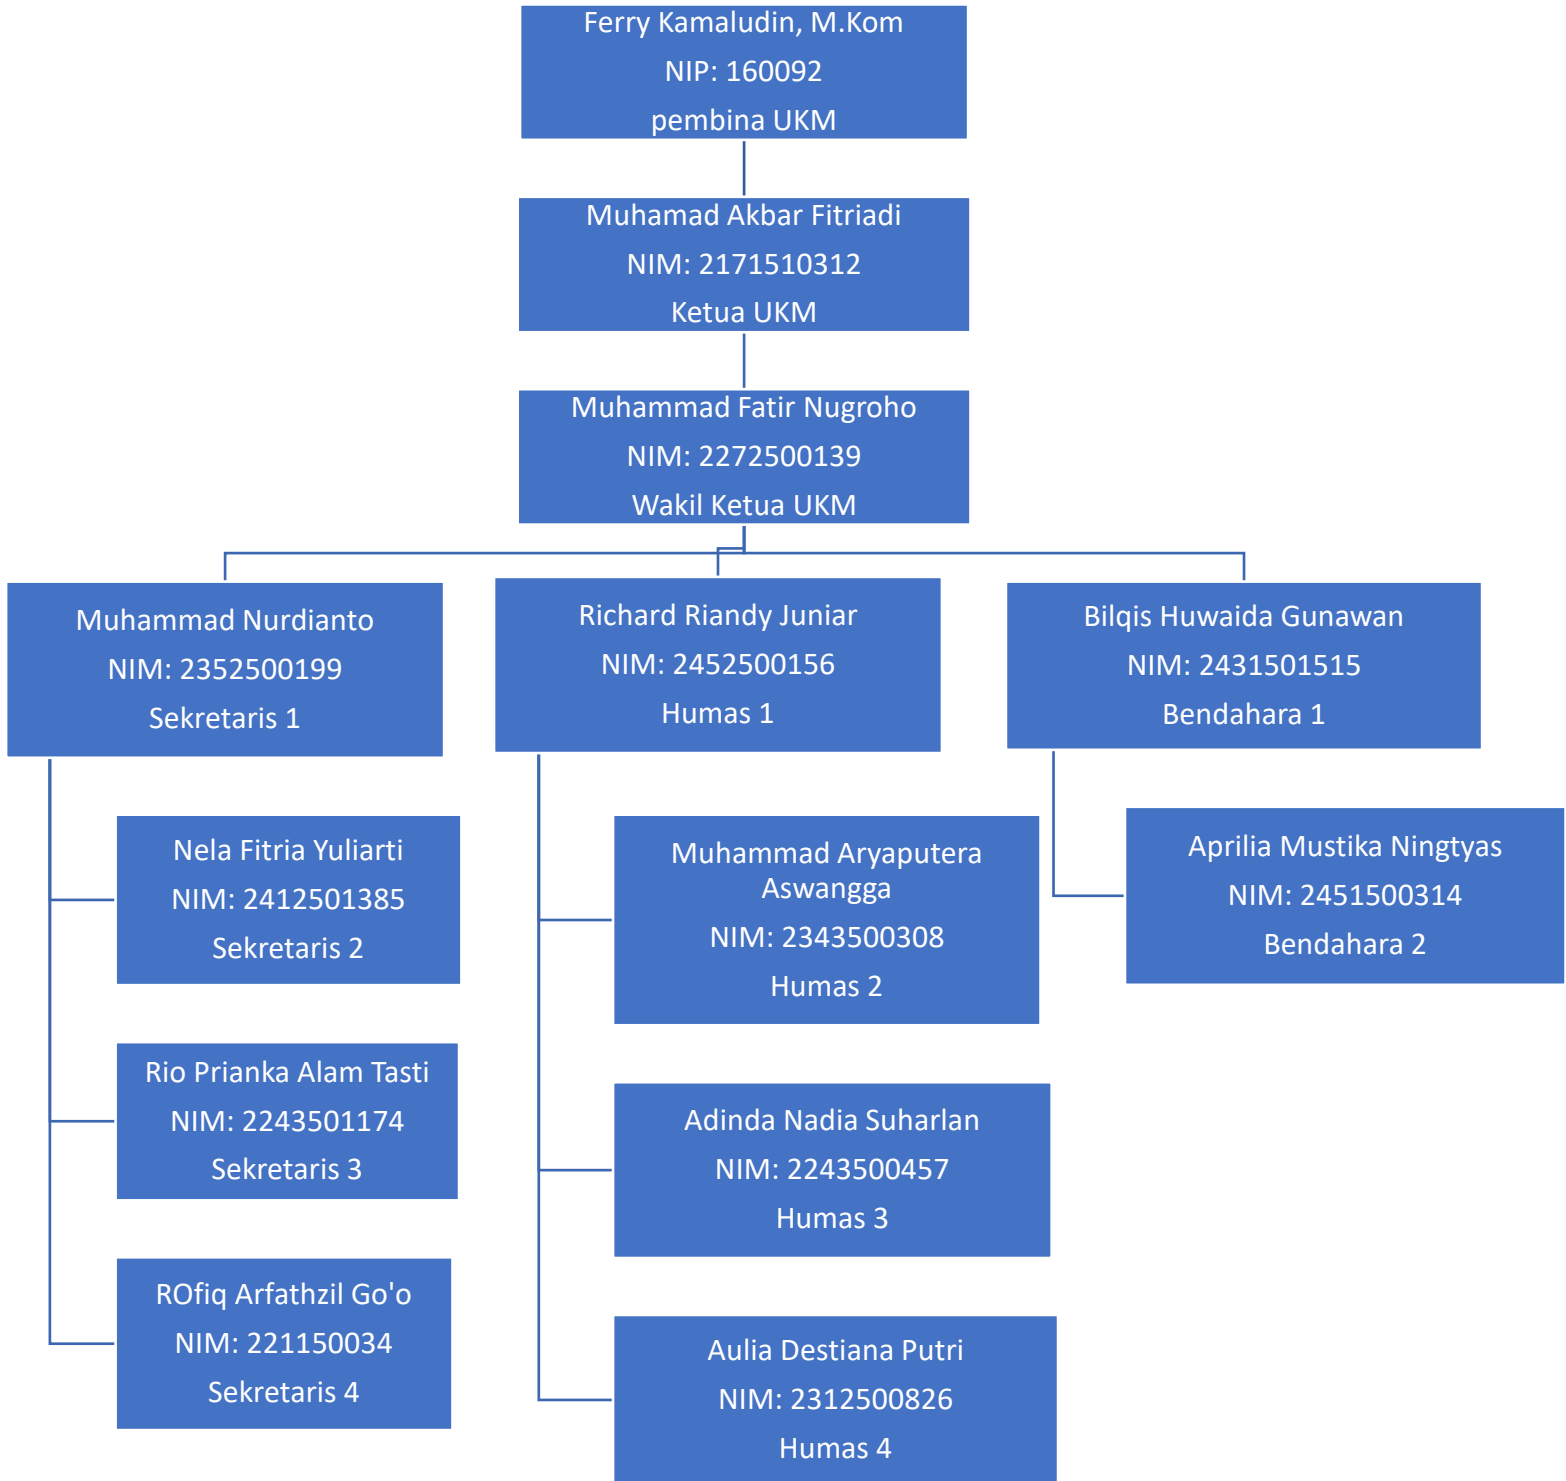 Ferry Kamaludin, M.Kom
NIP: 160092
pembina UKM
Muhamad Akbar Fitriadi
NIM: 2171510312
Ketua UKM
Muhammad Fatir Nugroho
NIM: 2272500139
Wakil Ketua UKM
Muhammad Nurdianto
NIM: 2352500199
Sekretaris 1
Nela Fitria Yuliarti
NIM: 2412501385
Sekretaris 2
Rio Prianka Alam Tasti
NIM: 2243501174
Sekretaris 3
ROfiq Arfathzil Go'o
NIM: 221150034
Sekretaris 4
Richard Riandy Juniar
NIM: 2452500156
Humas 1
Muhammad Aryaputera
Aswangga
NIM: 2343500308
Humas 2
Adinda Nadia Suharlan
NIM: 2243500457
Humas 3
Aulia Destiana Putri
NIM: 2312500826
Humas 4
Bilqis Huwaida Gunawan
NIM: 2431501515
Bendahara 1
Aprilia Mustika Ningtyas
NIM: 2451500314
Bendahara 2